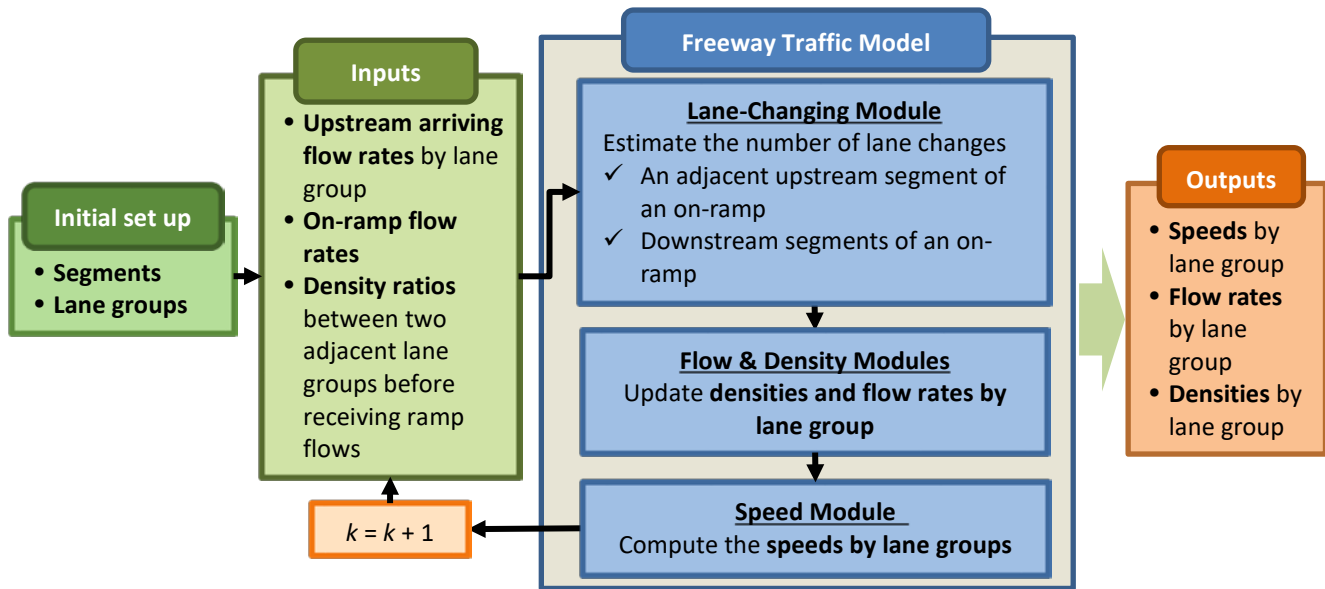 Initial set up
• Segments
• Lane groups
Inputs
• Upstream arriving
flow rates by lane
group
• On-ramp flow
rates
• Density ratios
between two
adjacent lane
groups before
receiving ramp
flows
k = k + 1
Freeway Traffic Model
Lane-Changing Module
Estimate the number of lane changes
✓ An adjacent upstream segment of
an on-ramp
✓ Downstream segments of an on-
ramp
Flow & Density Modules
Update densities and flow rates by
lane group
Speed Module
Compute the speeds by lane groups
Outputs
• Speeds by
lane group
• Flow rates
by lane
group
• Densities by
lane group